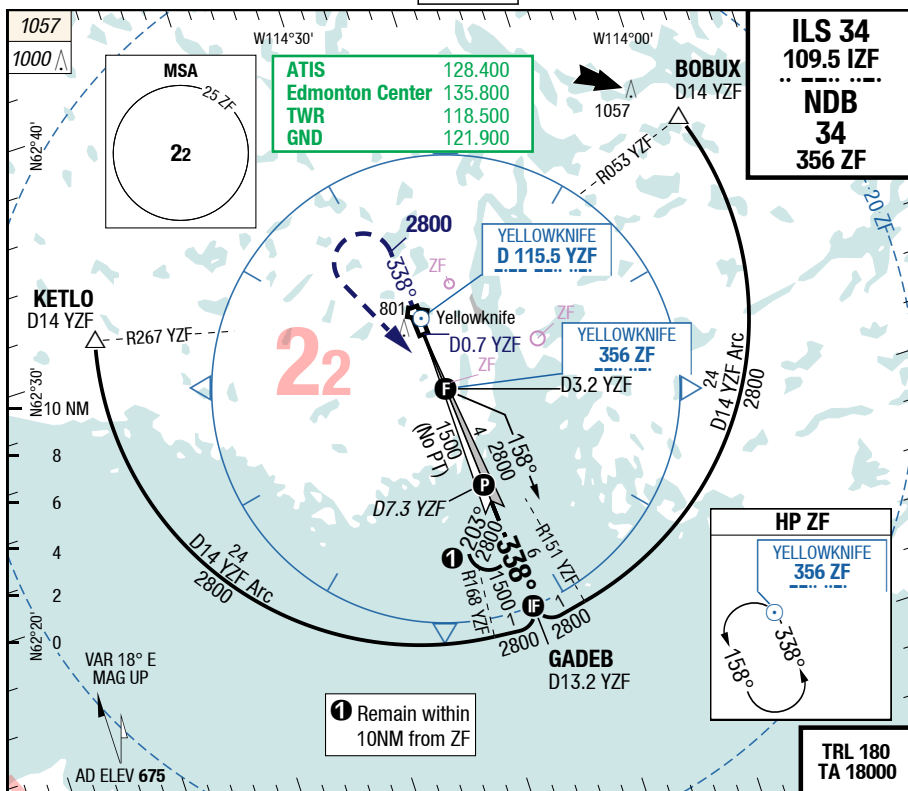 1057
1000
W114°30'
W114°00'
ILS 34
109.5 IZF
NDB
34
356 ZF
MSA
25 ZF
22
ATIS 128.400
Edmonton Center 135.800
TWR 118.500
GND 121.900
1057
BOBUX
D14 YZF
R053 YZF
N62°40'
20 ZF
2800
338°
YELLOWKNIFE
D 115.5 YZF
ZF
KETLO
D14 YZF
R267 YZF
801
Yellowknife
D0.7 YZF
ZF
YELLOWKNIFE
356 ZF
ZF
D3.2 YZF
22
24
D14 YZF Arc
2800
N62°30'
10 NM
8
6
4
2
0
F
1500
(No PT)
4
2800
158°
P
D7.3 YZF
203°
2800
338°
6
R151 YZF
1
R168 YZF
1500
1
2800
IF
1
2800
GADEB
D13.2 YZF
24
D14 YZF Arc
2800
N62°20'
HP ZF
YELLOWKNIFE
356 ZF
338°
158°
VAR 18° E
MAG UP
AD ELEV 675
1 Remain within
10NM from ZF
TRL 180
TA 18000